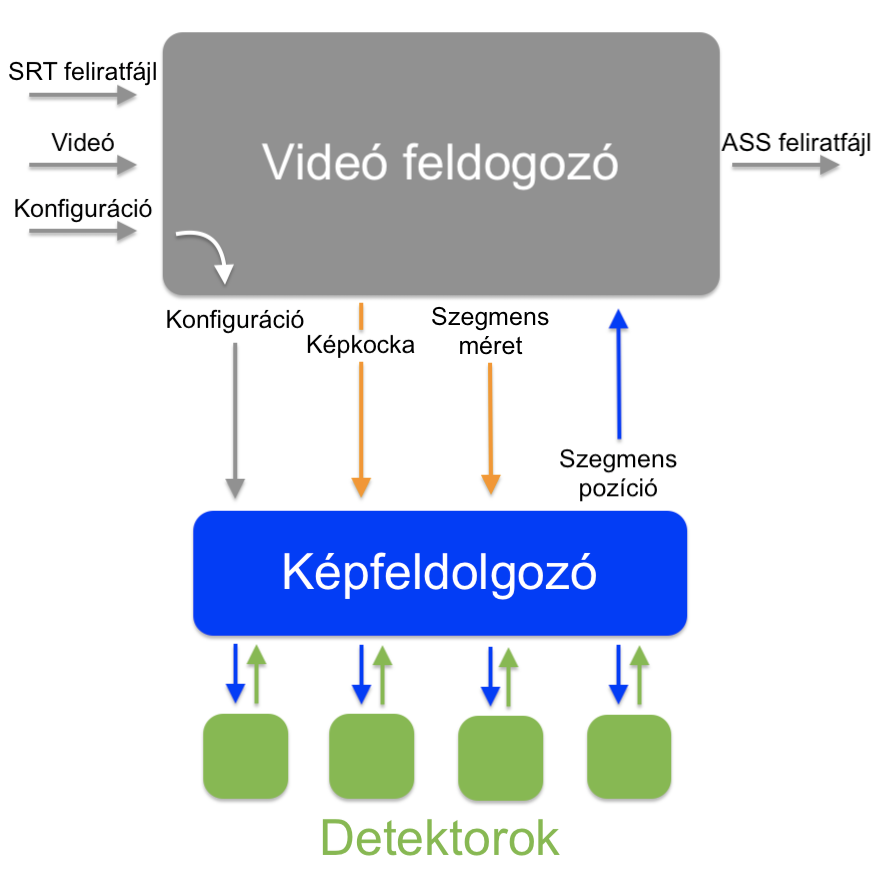 SRT feliratfájl
Videó
Konfiguráció
Videó feldogozó
ASS feliratfájl
Konfiguráció
Képkocka
Szegmens
méret
Szegmens
pozíció
Képfeldolgozó
Detektorok